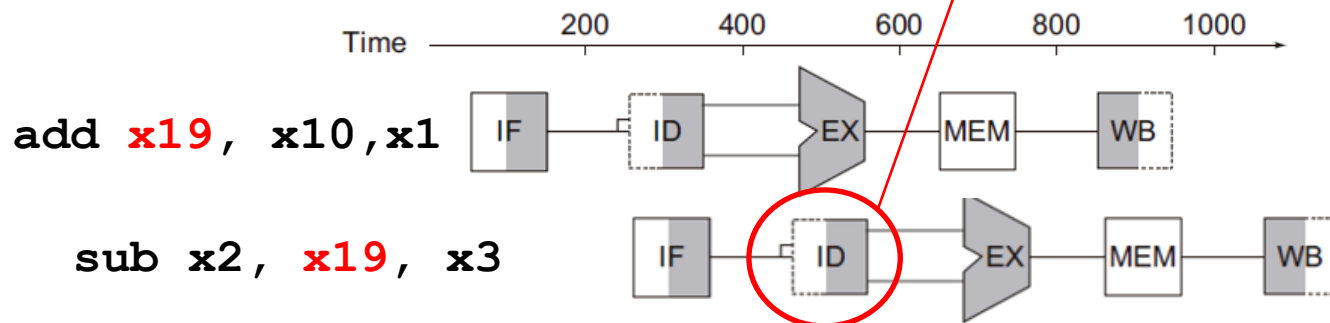 Time 200 400 600 800 1000
add x19, x10,x1 IF ID EX MEM WB
sub x2, x19, x3 IF ID EX MEM WB